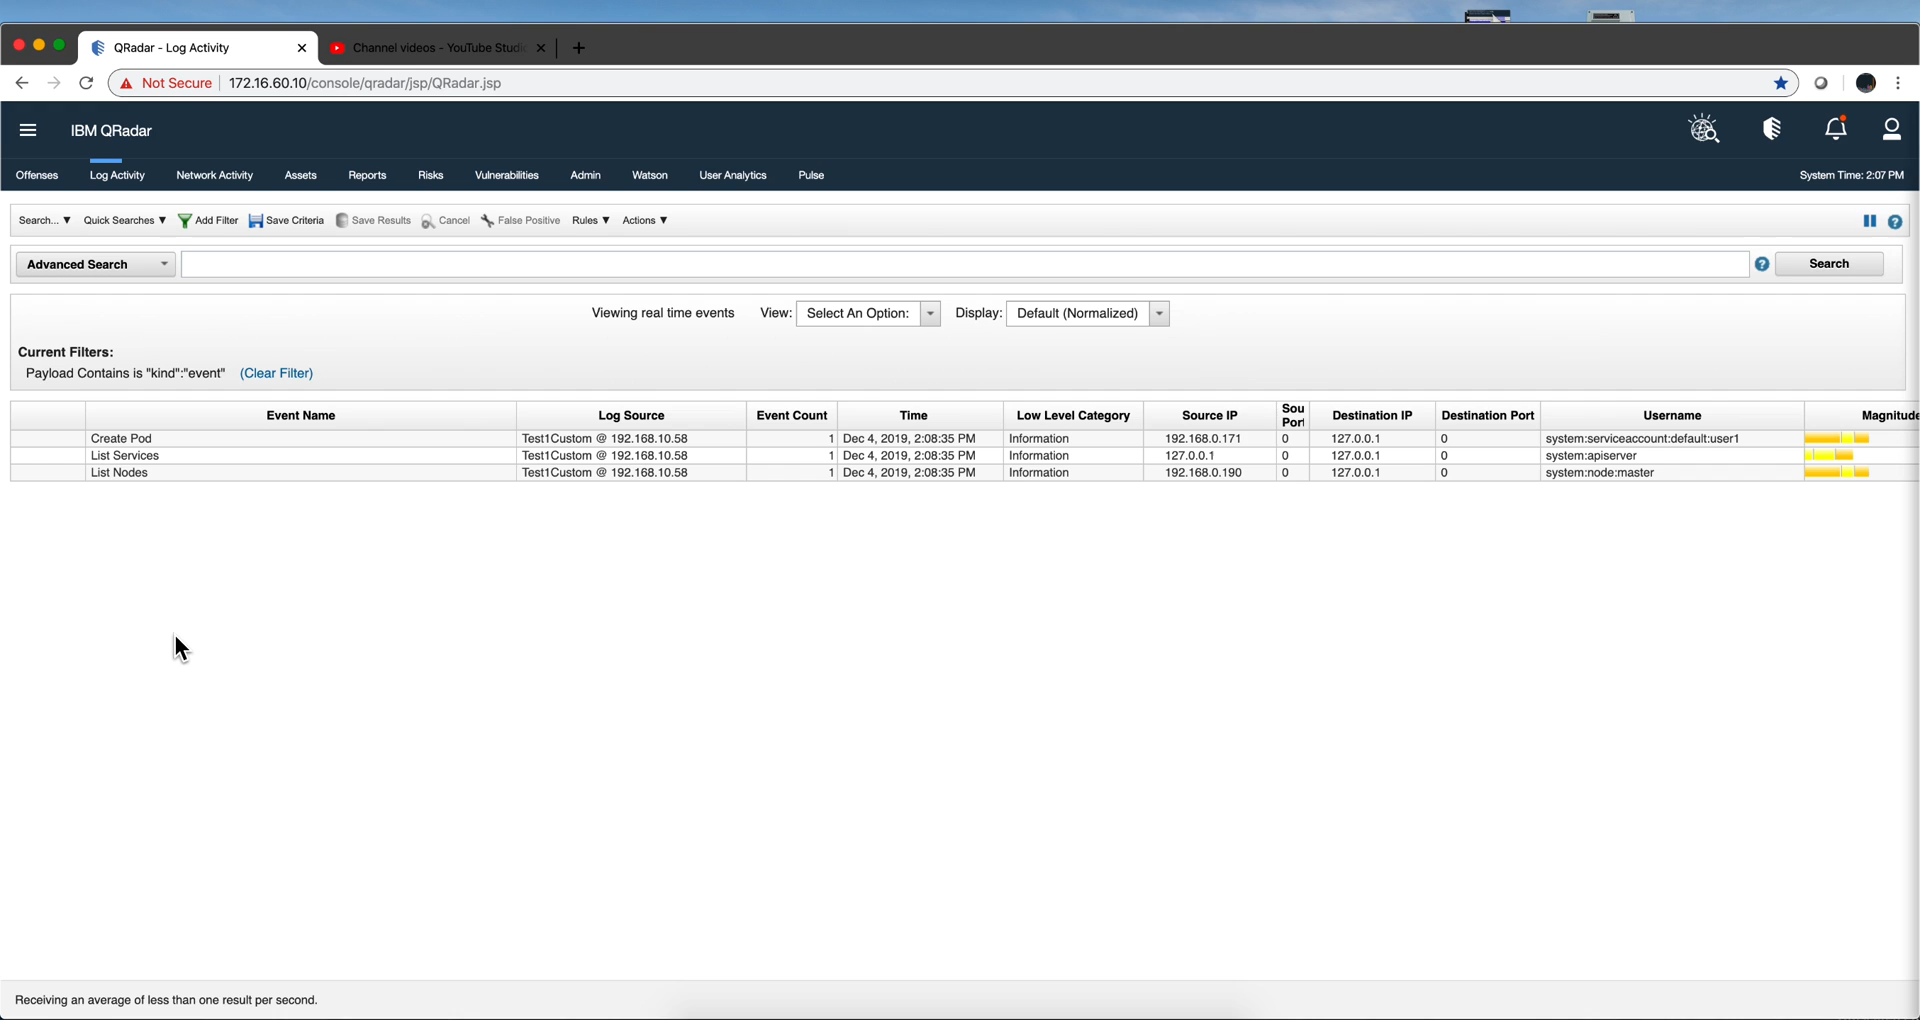 QRadar - Log Activity
Channel videos - YouTube Studi
Not Secure 172.16.60.10/console/qradar/jsp/QRadar.jsp
IBM QRadar
Offenses Log Activity Network Activity Assets Reports Risks Vulnerabilities Admin Watson User Analytics Pulse System Time: 2:07 PM
Search... ▼ Quick Searches ▼ Add Filter Save Criteria Save Results Cancel False Positive Rules ▼ Actions ▼
Advanced Search Search
Viewing real time events View: Select An Option: Display: Default (Normalized)
Current Filters:
Payload Contains is "kind":"event" (Clear Filter)
Event Name Log Source Event Count Time Low Level Category Source IP Sou Port Destination IP Destination Port Username Magnitude
Create Pod Test1Custom @ 192.168.10.58 1 Dec 4, 2019, 2:08:35 PM Information 192.168.0.171 0 127.0.0.1 0 system:serviceaccount:default:user1
List Services Test1Custom @ 192.168.10.58 1 Dec 4, 2019, 2:08:35 PM Information 127.0.0.1 0 127.0.0.1 0 system:apiserver
List Nodes Test1Custom @ 192.168.10.58 1 Dec 4, 2019, 2:08:35 PM Information 192.168.0.190 0 127.0.0.1 0 system:node:master
Receiving an average of less than one result per second.